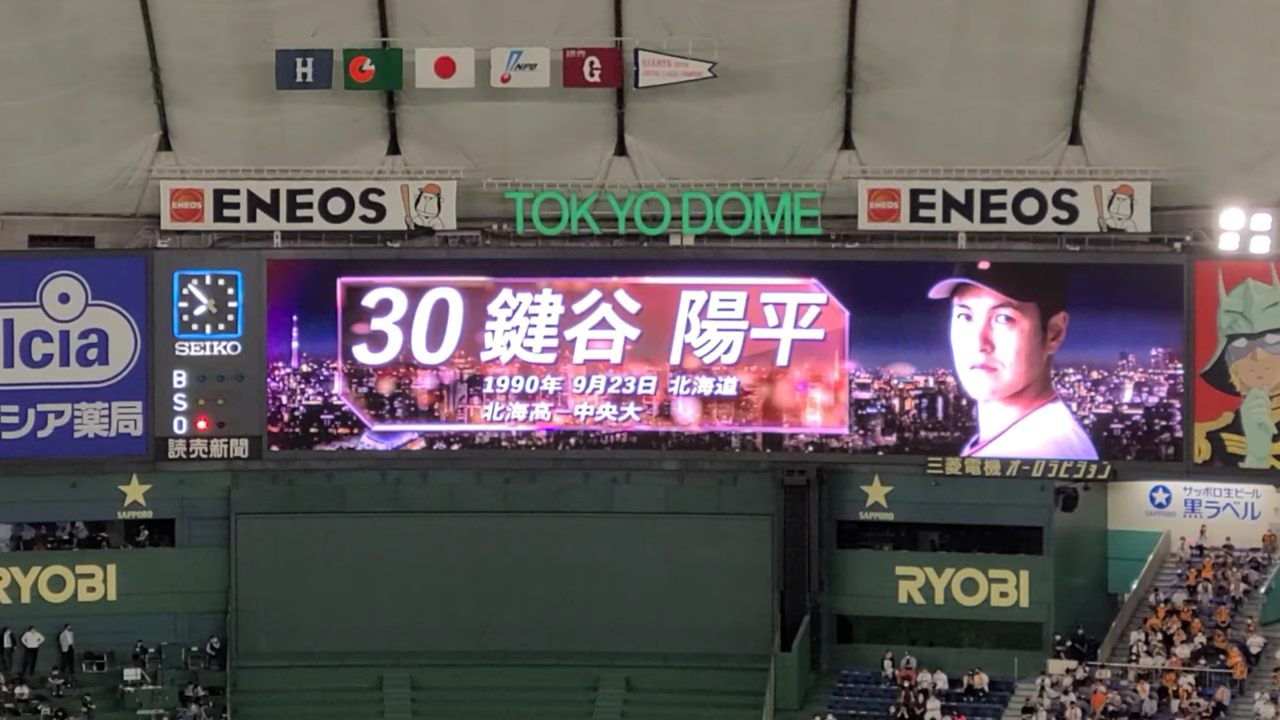 H
NPB
G
ENEOS
ENEOS
TOKYO DOME
ENEOS
ENEOS
lcia
シア薬局
SEIKO
B
S
O
読売新聞
30 鍵谷 陽平
1990年 9月23日 北海道
北海高－中央大
三菱電機 オーロラビジョン
SAPPORO
SAPPORO
SAPPORO
サッポロ生ビール
黒ラベル
RYOBI
RYOBI